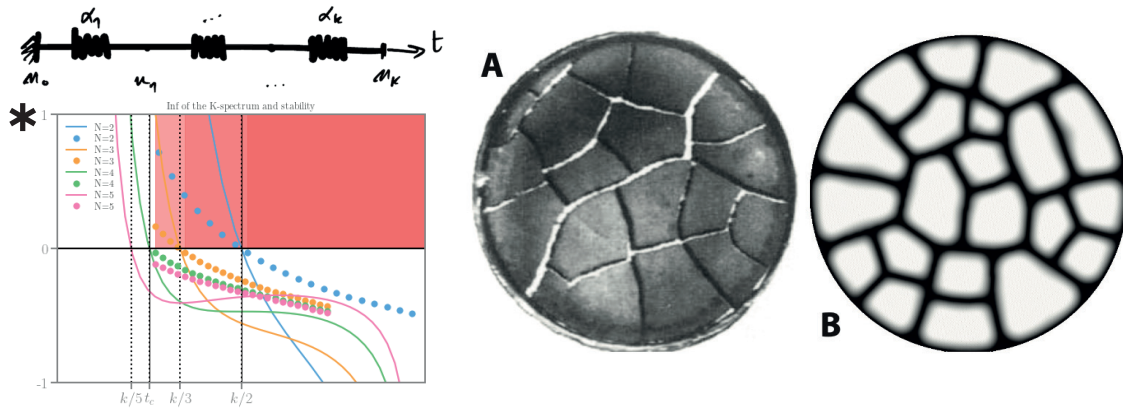 α₁ ... αₖ
t
u₀ u₁ ... uₖ
*
Inf of the K-spectrum and stability
1
N=2
N=2
N=3
N=3
N=4
N=4
N=5
N=5
0
-1
k/5 t_c k/3 k/2
A
B